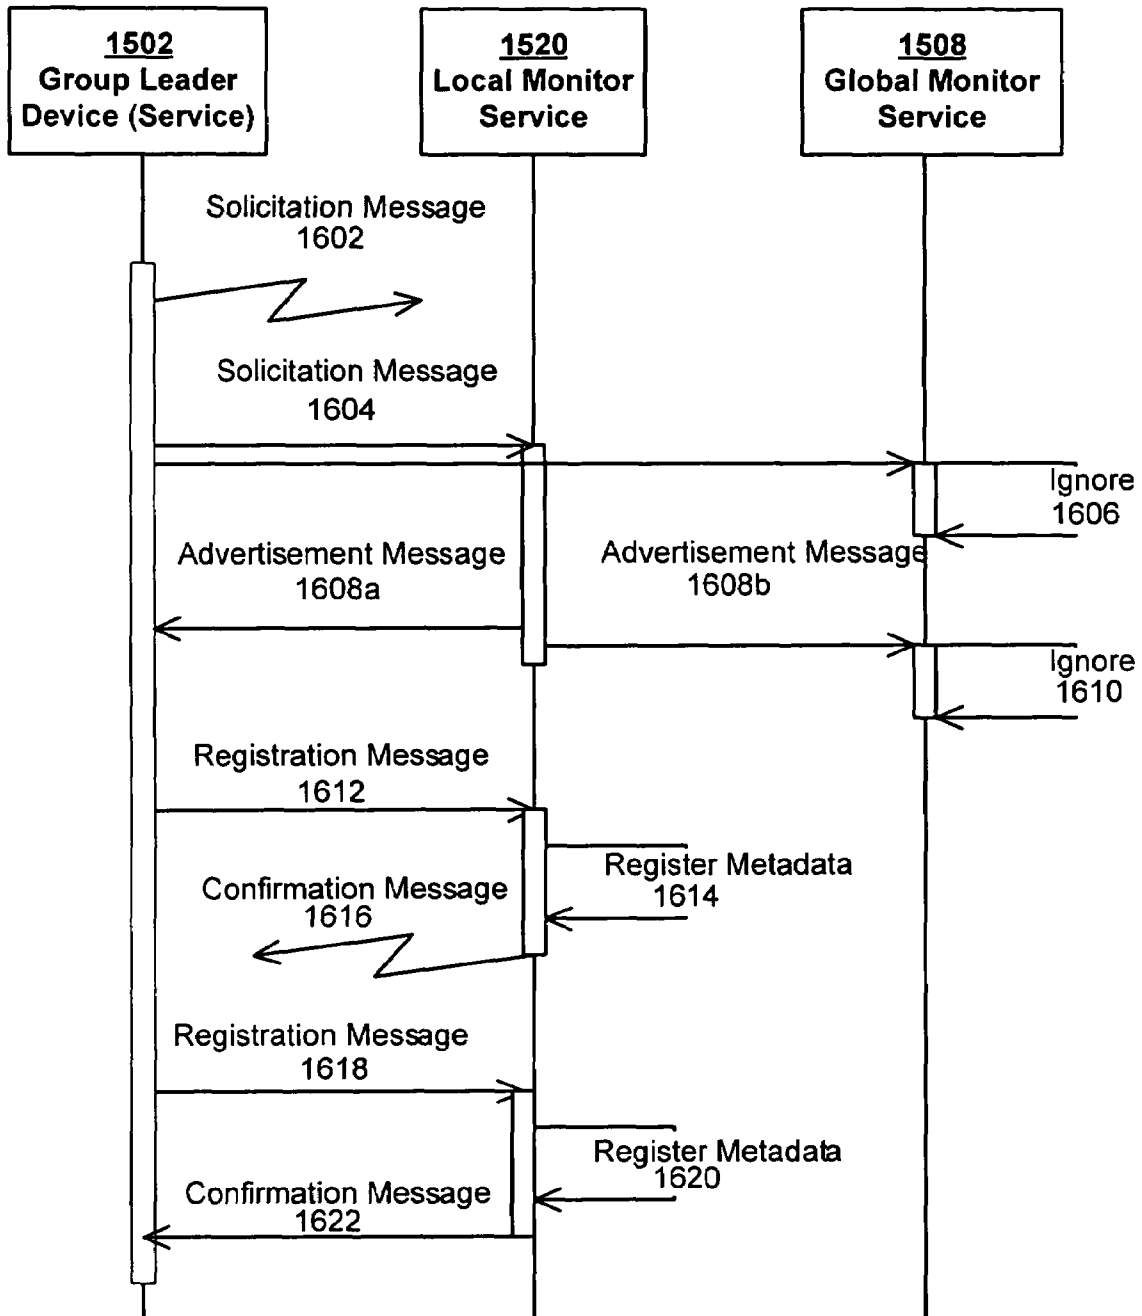 1502
Group Leader
Device (Service)
1520
Local Monitor
Service
1508
Global Monitor
Service
Solicitation Message
1602
Solicitation Message
1604
Ignore
1606
Advertisement Message
1608a
Advertisement Message
1608b
Ignore
1610
Registration Message
1612
Register Metadata
1614
Confirmation Message
1616
Registration Message
1618
Register Metadata
1620
Confirmation Message
1622